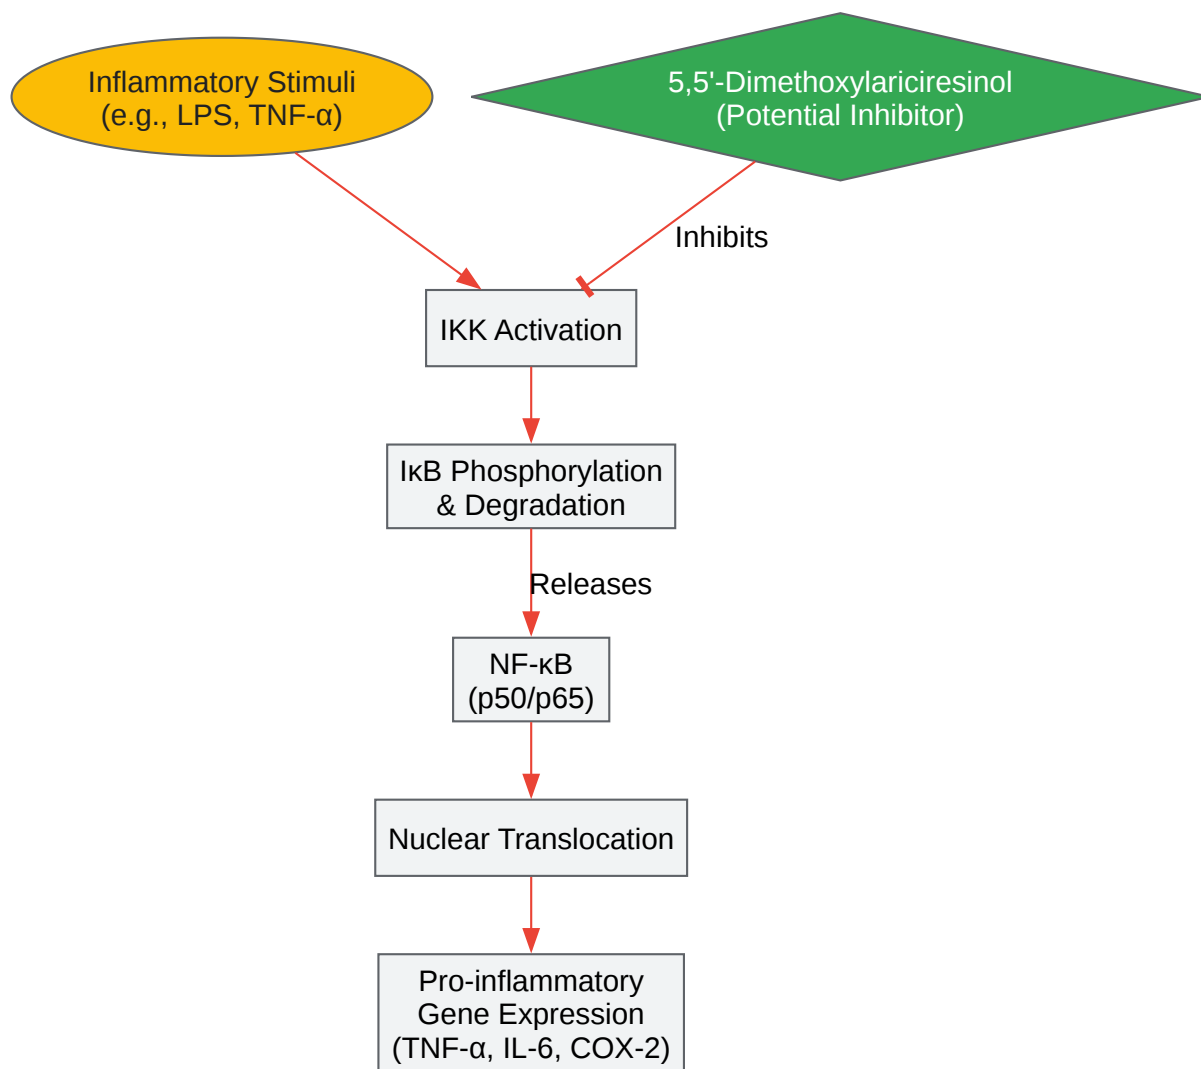 Inflammatory Stimuli
(e.g., LPS, TNF-α)
5,5'-Dimethoxylariciresinol
(Potential Inhibitor)
Inhibits
IKK Activation
IκB Phosphorylation
& Degradation
Releases
NF-κB
(p50/p65)
Nuclear Translocation
Pro-inflammatory
Gene Expression
(TNF-α, IL-6, COX-2)